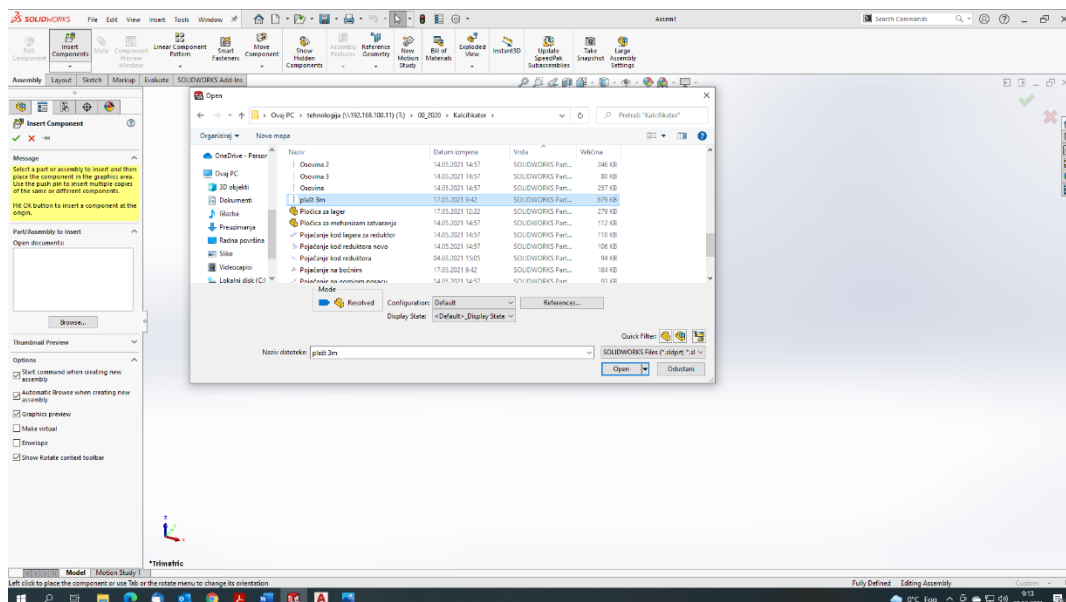 SOLIDWORKS File Edit View Insert Tools Window Assem1 Search Commands
Edit Component
Insert Components
Mate
Component Preview Window
Linear Component Pattern
Smart Fasteners
Move Component
Show Hidden Components
Assembly Features
Reference Geometry
New Motion Study
Bill of Materials
Exploded View
Instant3D
Update SpeedPak Subassemblies
Take Snapshot
Large Assembly Settings
Assembly Layout Sketch Markup Evaluate SOLIDWORKS Add-Ins
Insert Component
Message
Select a part or assembly to insert and then
place the component in the graphics area.
Use the push pin to insert multiple copies
of the same or different components.
Hit OK button to insert a component at the
origin.
Part/Assembly to Insert
Open documents:
Browse...
Thumbnail Preview
Options
Start command when creating new
assembly
Automatic Browse when creating new
assembly
Graphics preview
Make virtual
Envelope
Show Rotate context toolbar
Open
Ovaj PC > tehnologija (\\192.168.100.11) (T:) > 00_2020 > Kalcifikator > Pretraži "Kalcifikator"
Organiziraj Nova mapa
OneDrive - Person
Ovaj PC
3D objekti
Dokumenti
Glazba
Preuzimanja
Radna površina
Slike
Videozapisi
Lokalni disk (C:)
Naziv Datum izmjene Vrsta Veličina
Osovina 2 14.05.2021 14:57 SOLIDWORKS Part... 246 KB
Osovina 3 14.05.2021 14:57 SOLIDWORKS Part... 80 KB
Osovina 14.05.2021 14:57 SOLIDWORKS Part... 257 KB
plašt 3m 17.05.2021 9:42 SOLIDWORKS Part... 679 KB
Pločica za lager 17.05.2021 12:22 SOLIDWORKS Part... 279 KB
Pločica za mehanizam zatvaranja 14.05.2021 14:57 SOLIDWORKS Part... 112 KB
Pojačanje kod lagera za reduktor 14.05.2021 14:57 SOLIDWORKS Part... 110 KB
Pojačanje kod reduktora novo 14.05.2021 14:57 SOLIDWORKS Part... 106 KB
Pojačanje kod reduktora 04.03.2021 15:05 SOLIDWORKS Part... 94 KB
Pojačanje na bočnim 17.05.2021 9:42 SOLIDWORKS Part... 184 KB
Pojačanje na gornjem nosaču 14.05.2021 14:57 SOLIDWORKS Part... 93 KB
Mode
Resolved Configuration: Default References...
Display State: <Default>_Display State
Quick Filter:
Naziv datoteke: plašt 3m SOLIDWORKS Files (*.sldprt; *.sl
Open Odustani
*Trimetric
Model Motion Study 1
Left click to place the component or use Tab or the rotate menu to change its orientation Fully Defined Editing Assembly Custom
0°C Fog 9:13